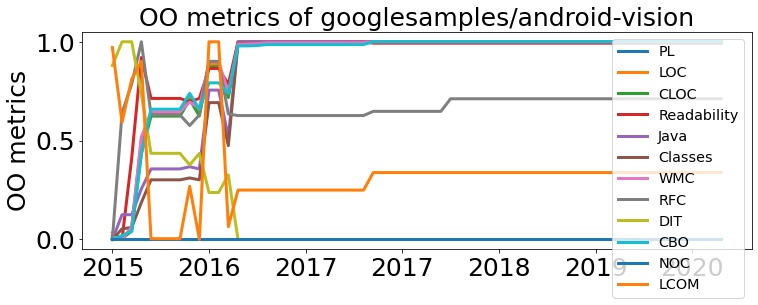 OO metrics of googlesamples/android-vision
OO metrics
1.0
0.5
0.0
2015 2016 2017 2017 2018 2019 2020
PL
LOC
CLOC
Readability
Java
Classes
WMC
RFC
DIT
CBO
NOC
LCOM